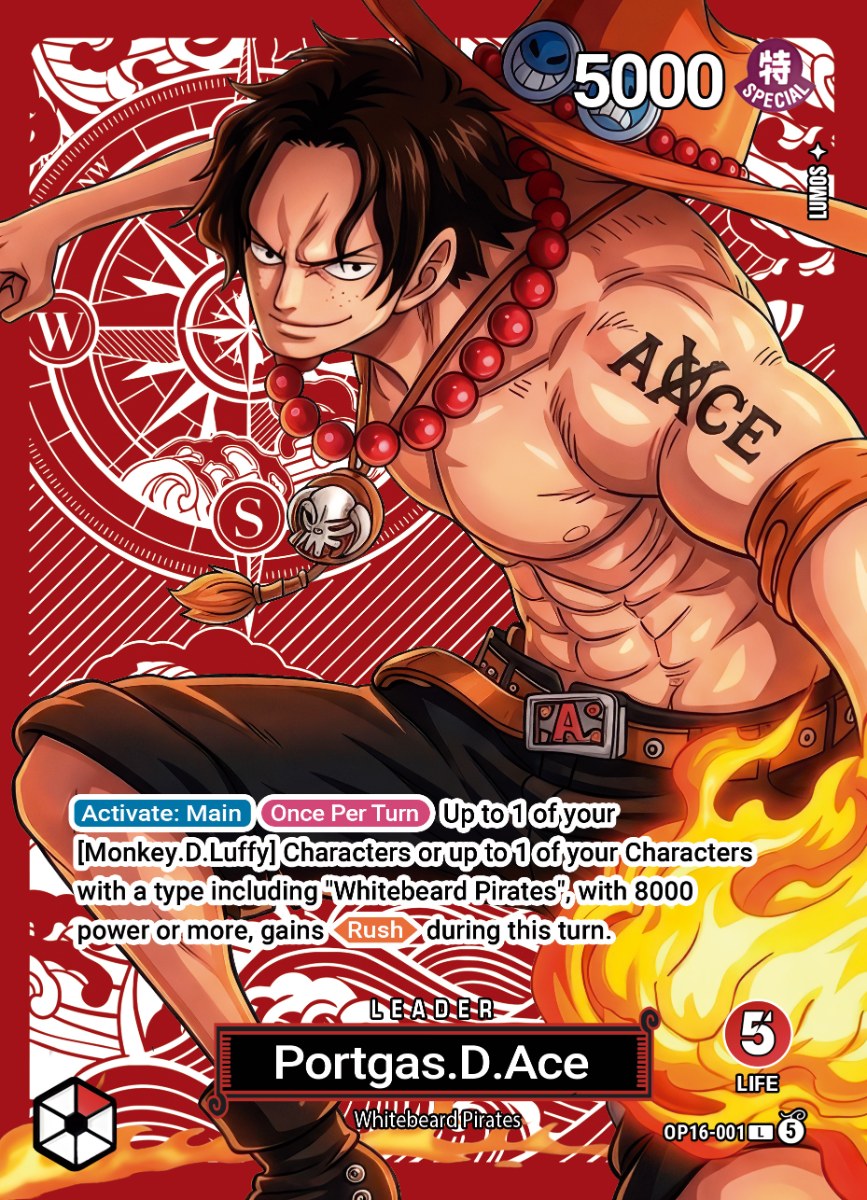 5000
特
SPECIAL
LUMOS
NW
W
S
ACE
A
Activate: Main Once Per Turn Up to 1 of your
[Monkey.D.Luffy] Characters or up to 1 of your Characters
with a type including "Whitebeard Pirates", with 8000
power or more, gains Rush during this turn.
LEADER
Portgas.D.Ace
5
LIFE
Whitebeard Pirates
OP16-001 L 5